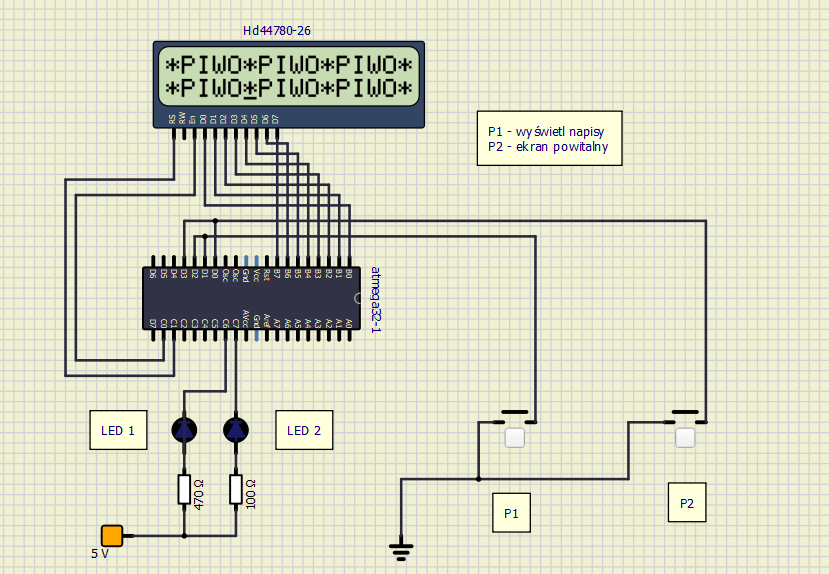 Hd44780-26
*PIWO*PIWO*PIWO*
*PIWO*PIWO*PIWO*
RS RW En D0 D1 D2 D3 D4 D5 D6 D7
P1 - wyświetl napisy
P2 - ekran powitalny
D6 D5 D4 D3 D2 D1 D0 Osc Osc Gnd Vcc Rst B7 B6 B5 B4 B3 B2 B1 B0
atmega32-1
D7 C0 C1 C2 C3 C4 C5 C6 C7 AVcc Gnd Aref A7 A6 A5 A4 A3 A2 A1 A0
LED 1
LED 2
470 Ω
100 Ω
P1
P2
5 V